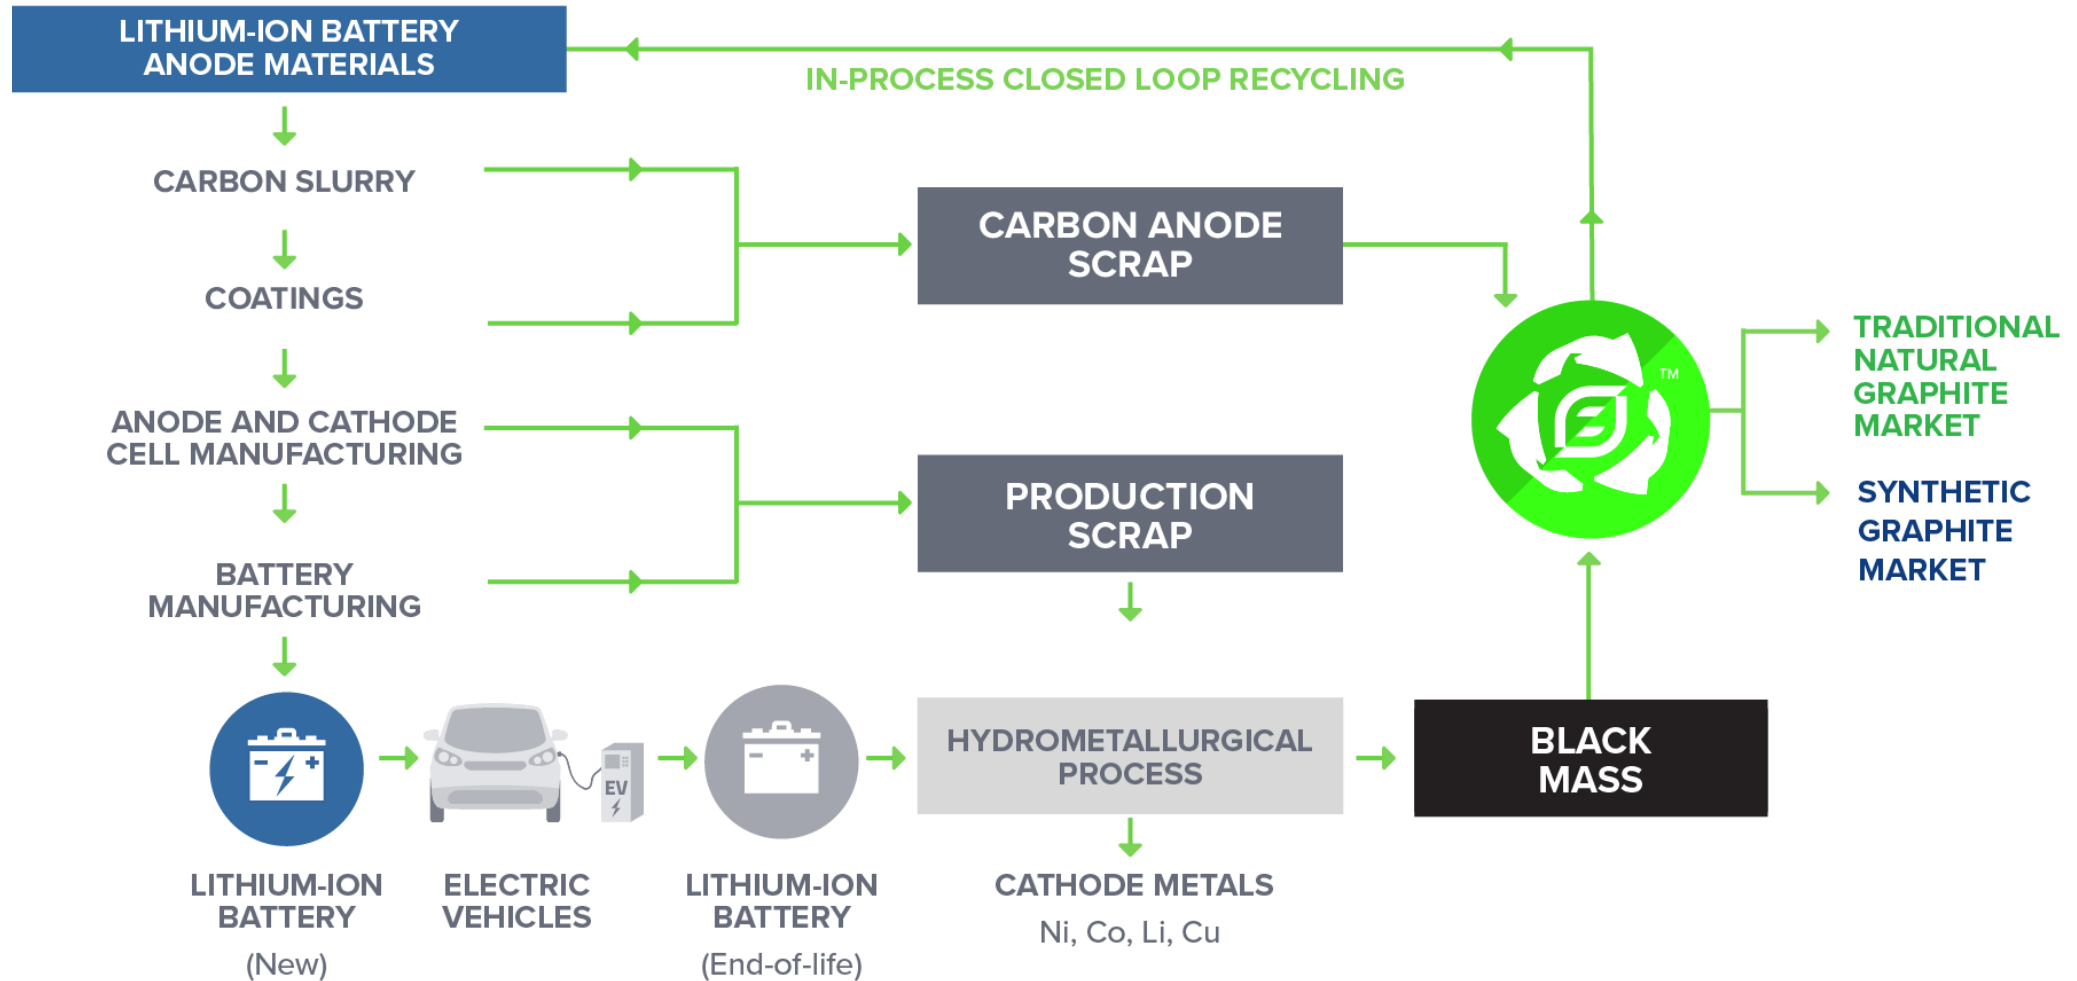 LITHIUM-ION BATTERY
ANODE MATERIALS
IN-PROCESS CLOSED LOOP RECYCLING
CARBON SLURRY
COATINGS
ANODE AND CATHODE
CELL MANUFACTURING
BATTERY
MANUFACTURING
CARBON ANODE
SCRAP
PRODUCTION
SCRAP
TM
TRADITIONAL
NATURAL
GRAPHITE
MARKET
SYNTHETIC
GRAPHITE
MARKET
EV
HYDROMETALLURGICAL
PROCESS
BLACK
MASS
LITHIUM-ION
BATTERY
(New)
ELECTRIC
VEHICLES
LITHIUM-ION
BATTERY
(End-of-life)
CATHODE METALS
Ni, Co, Li, Cu